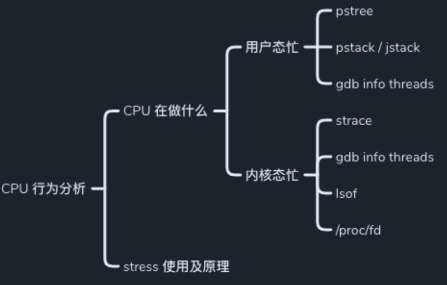 CPU 行为分析
CPU 在做什么
用户态忙
pstree
pstack / jstack
gdb info threads
内核态忙
strace
gdb info threads
lsof
/proc/fd
stress 使用及原理